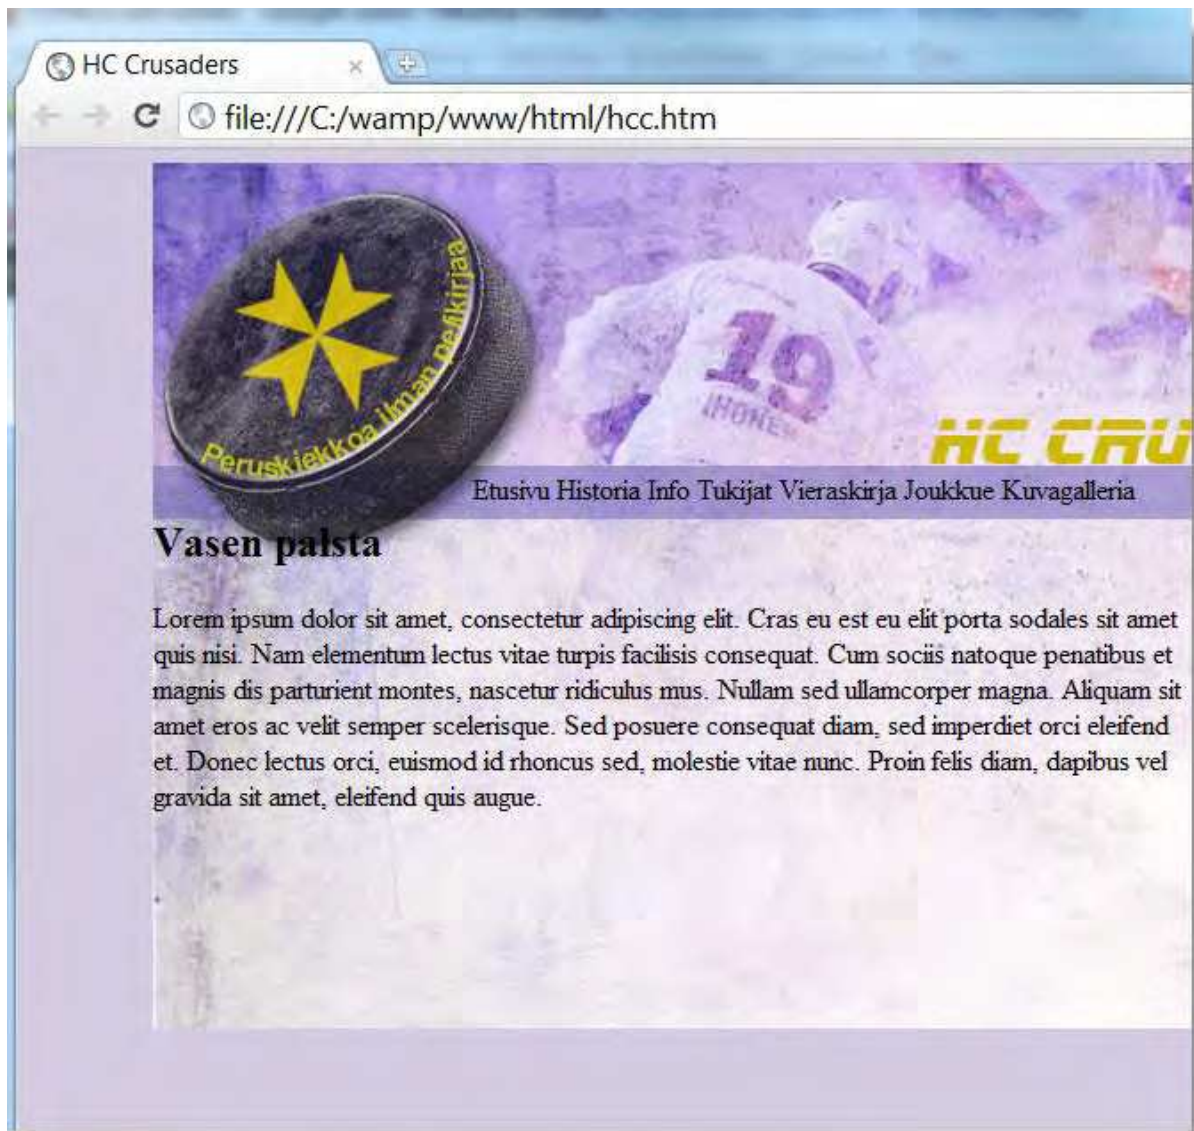 HC Crusaders
file:///C:/wamp/www/html/hcc.htm
19
HC CRU
Peruskiekkoa ilman pelikirjaa
Etusivu Historia Info Tukijat Vieraskirja Joukkue Kuvagalleria
Vasen palsta
Lorem ipsum dolor sit amet, consectetur adipiscing elit. Cras eu est eu elit porta sodales sit amet
quis nisi. Nam elementum lectus vitae turpis facilisis consequat. Cum sociis natoque penatibus et
magnis dis parturient montes, nascetur ridiculus mus. Nullam sed ullamcorper magna. Aliquam sit
amet eros ac velit semper scelerisque. Sed posuere consequat diam, sed imperdiet orci eleifend
et. Donec lectus orci, euismod id rhoncus sed, molestie vitae nunc. Proin felis diam, dapibus vel
gravida sit amet, eleifend quis augue.